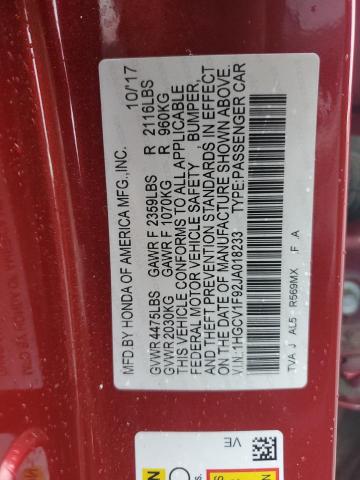 MFD. BY HONDA OF AMERICA MFG.,INC. 10/17
GVWR 4475LBS GAWR F 2359LBS R 2116LBS
GVWR 2030KG GAWR F 1070KG R 960KG
THIS VEHICLE CONFORMS TO ALL APPLICABLE
FEDERAL MOTOR VEHICLE SAFETY , BUMPER,
AND THEFT PREVENTION STANDARDS IN EFFECT
ON THE DATE OF MANUFACTURE SHOWN ABOVE.
V.I.N.:1HGCV1F92JA018233 TYPE:PASSENGER CAR
TVA J AL5 R569MX F A
VE